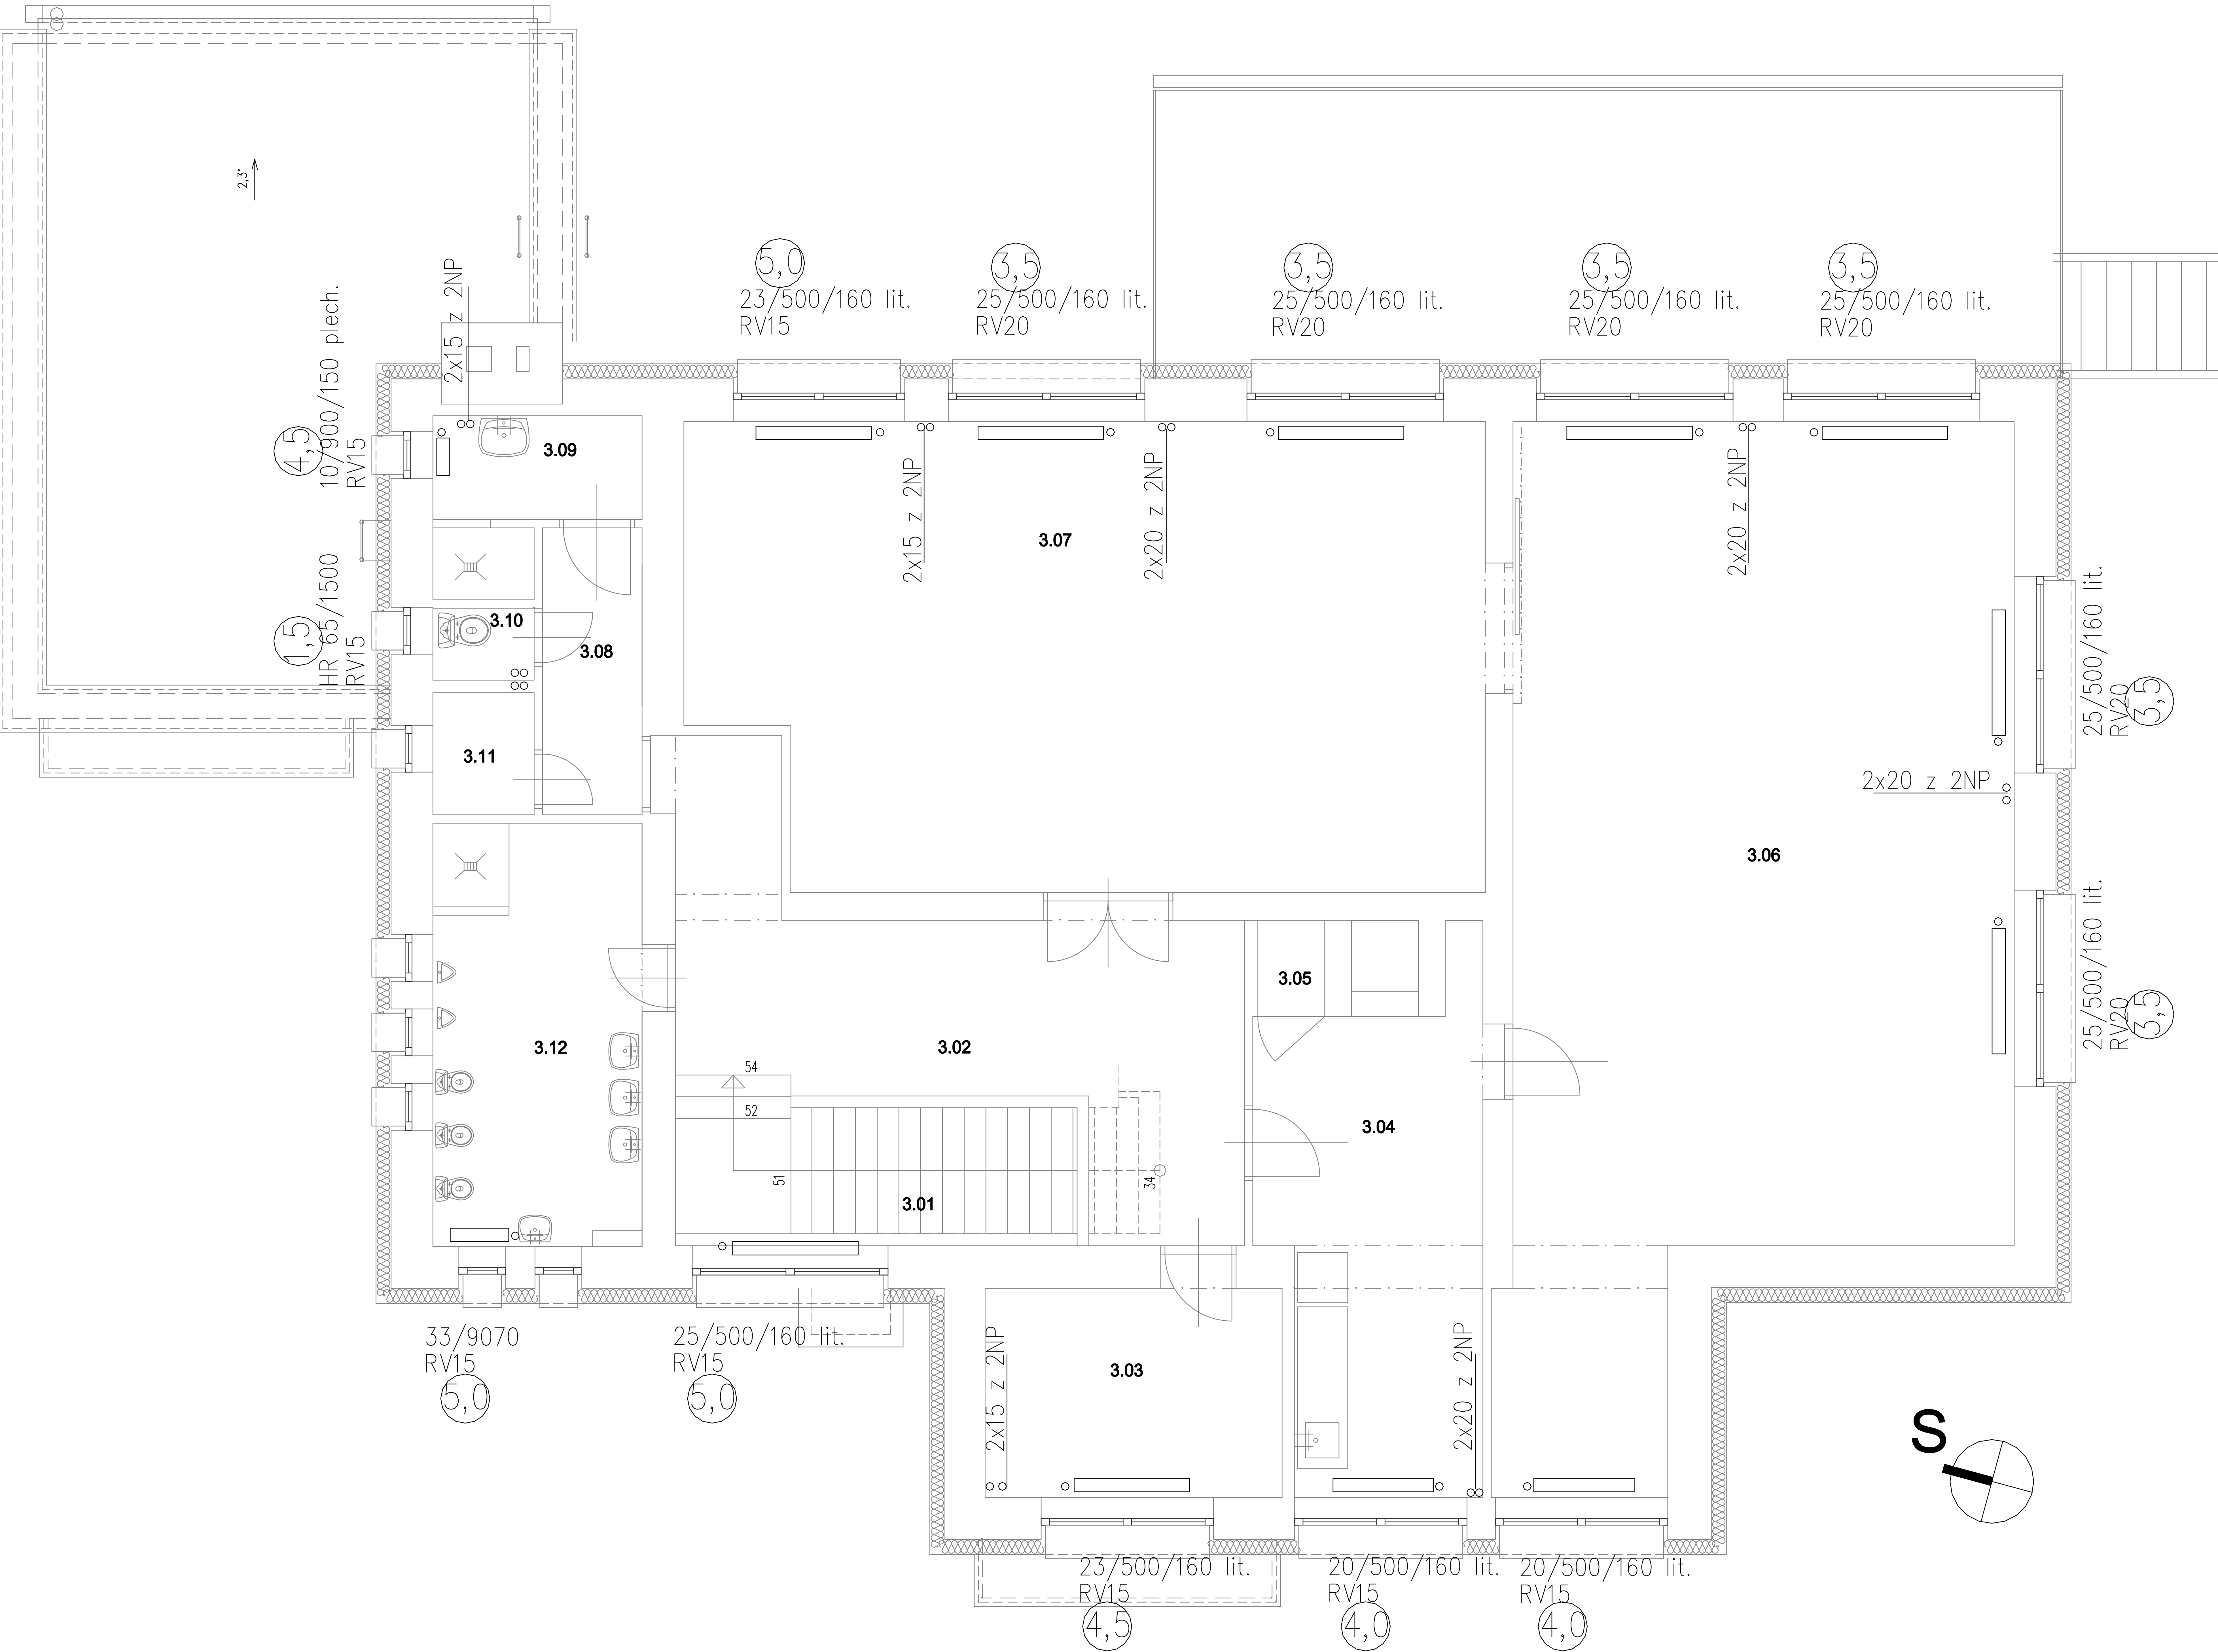 2,3°
5,0
23/500/160 lit.
RV15
3,5
25/500/160 lit.
RV20
3,5
25/500/160 lit.
RV20
3,5
25/500/160 lit.
RV20
3,5
25/500/160 lit.
RV20
2x15 z 2NP
4,5
10/900/150 plech.
RV15
1,5
HR 65/1500
RV15
3.09
3.10
3.08
3.11
3.07
2x15 z 2NP
2x20 z 2NP
2x20 z 2NP
25/500/160 lit.
RV20
3,5
2x20 z 2NP
3.06
25/500/160 lit.
RV20
3,5
3.05
3.12
3.02
54
52
51
34
3.01
3.04
33/9070
RV15
5,0
25/500/160 lit.
RV15
5,0
2x15 z 2NP
3.03
2x20 z 2NP
23/500/160 lit.
RV15
4,5
20/500/160 lit.
RV15
4,0
20/500/160 lit.
RV15
4,0
S